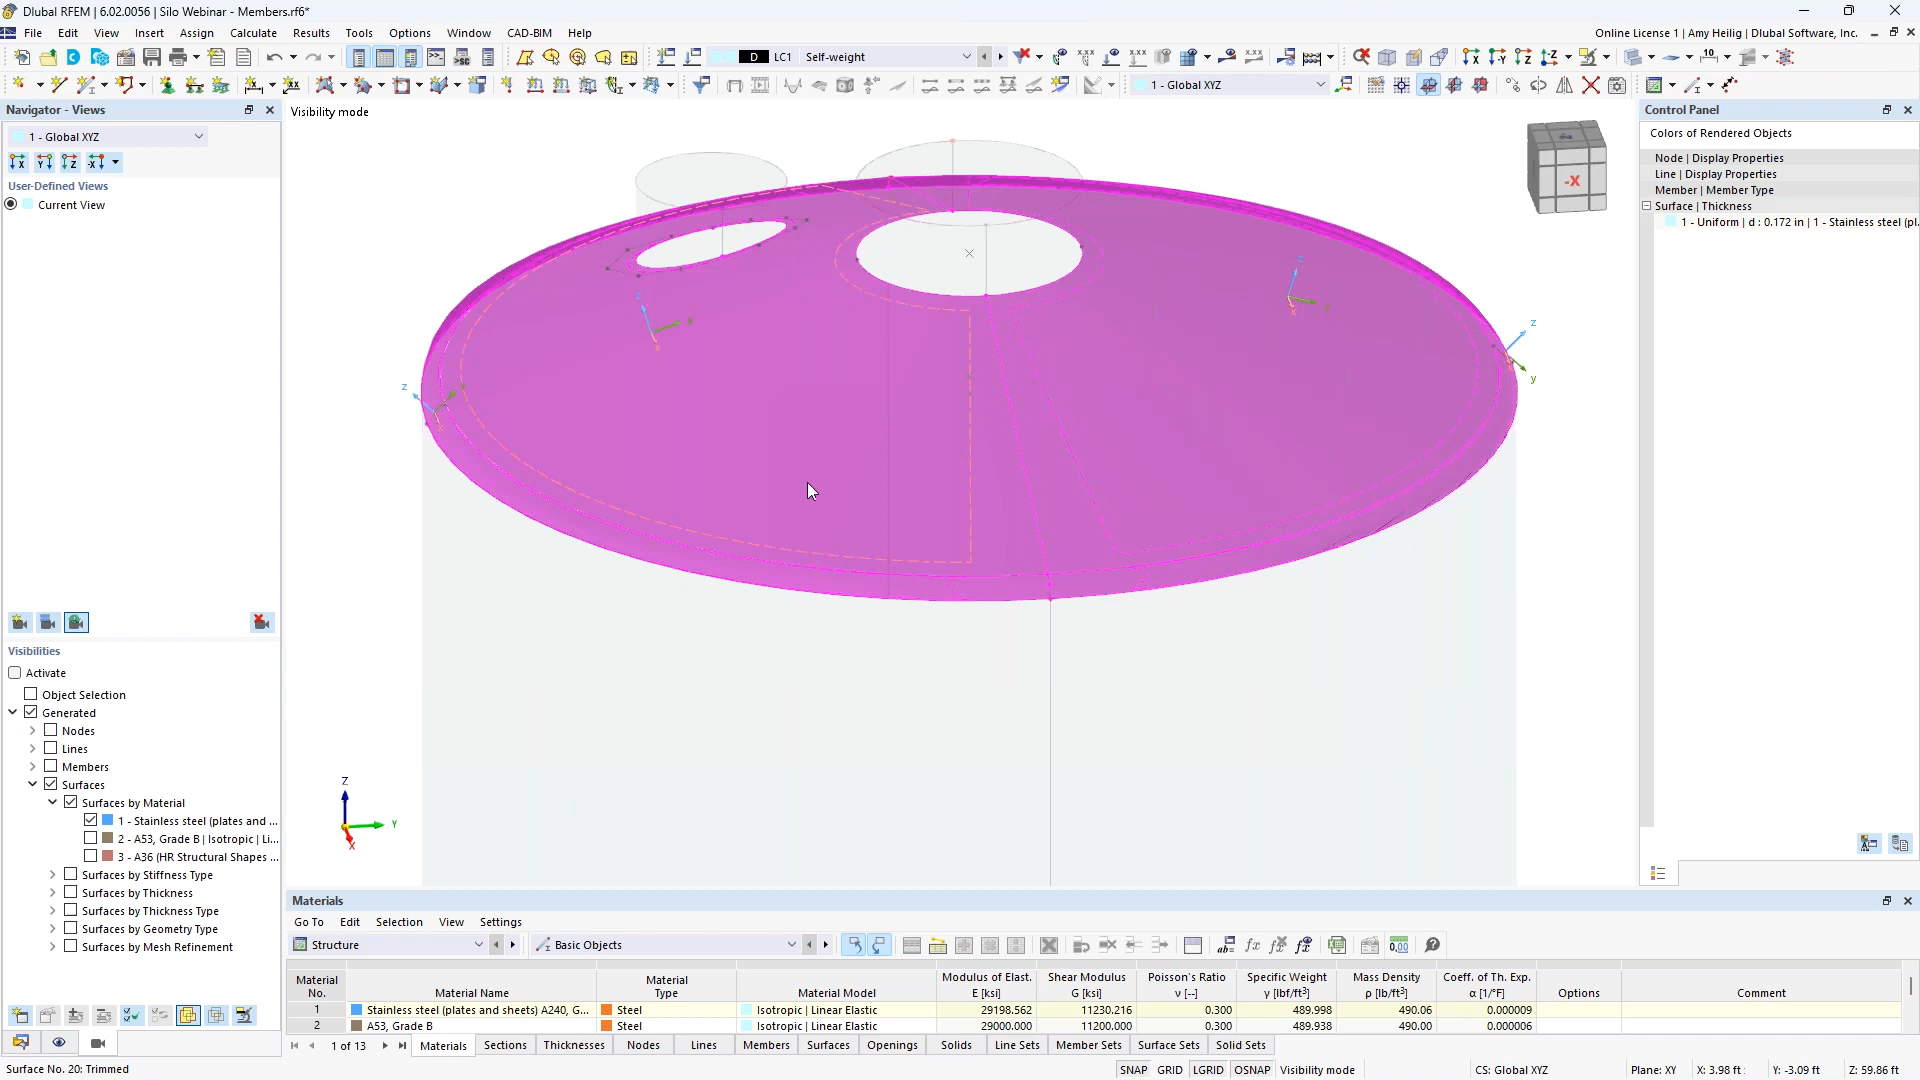 Dlubal RFEM | 6.02.0056 | Silo Webinar - Members.rf6*
File Edit View Insert Assign Calculate Results Tools Options Window CAD-BIM Help
Online License 1 | Amy Heilig | Dlubal Software, Inc.
D LC1 Self-weight
1 - Global XYZ
Navigator - Views
1 - Global XYZ
User-Defined Views
Current View
Visibility mode
-X
Control Panel
Colors of Rendered Objects
Node | Display Properties
Line | Display Properties
Member | Member Type
Surface | Thickness
1 - Uniform | d : 0.172 in | 1 - Stainless steel (pl.
Visibilities
Activate
Object Selection
Generated
Nodes
Lines
Members
Surfaces
Surfaces by Material
1 - Stainless steel (plates and ...
2 - A53, Grade B | Isotropic | Li...
3 - A36 (HR Structural Shapes ...
Surfaces by Stiffness Type
Surfaces by Thickness
Surfaces by Thickness Type
Surfaces by Geometry Type
Surfaces by Mesh Refinement
Z
Y
X
Materials
Go To Edit Selection View Settings
Structure Basic Objects
Material No. Material Name Material Type Material Model Modulus of Elast. E [ksi] Shear Modulus G [ksi] Poisson's Ratio ν [--] Specific Weight γ [lbf/ft³] Mass Density ρ [lb/ft³] Coeff. of Th. Exp. α [1/°F] Options Comment
1 Stainless steel (plates and sheets) A240, G... Steel Isotropic | Linear Elastic 29198.562 11230.216 0.300 489.998 490.06 0.000009
2 A53, Grade B Steel Isotropic | Linear Elastic 29000.000 11200.000 0.300 489.938 490.00 0.000006
1 of 13 Materials Sections Thicknesses Nodes Lines Members Surfaces Openings Solids Line Sets Member Sets Surface Sets Solid Sets
Surface No. 20: Trimmed SNAP GRID LGRID OSNAP Visibility mode CS: Global XYZ Plane: XY X: 3.98 ft Y: -3.09 ft Z: 59.86 ft